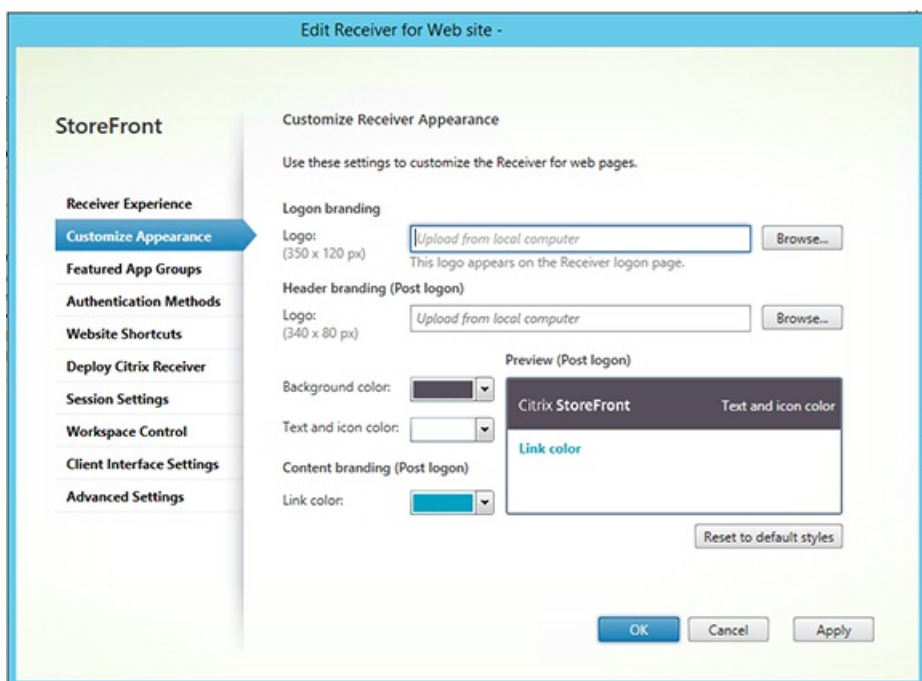 Edit Receiver for Web site -
StoreFront
Receiver Experience
Customize Appearance
Featured App Groups
Authentication Methods
Website Shortcuts
Deploy Citrix Receiver
Session Settings
Workspace Control
Client Interface Settings
Advanced Settings
Customize Receiver Appearance
Use these settings to customize the Receiver for web pages.
Logon branding
Logo:
(350 x 120 px)
Upload from local computer
Browse...
This logo appears on the Receiver logon page.
Header branding (Post logon)
Logo:
(340 x 80 px)
Upload from local computer
Browse...
Background color:
Text and icon color:
Content branding (Post logon)
Link color:
Preview (Post logon)
Citrix StoreFront Text and icon color
Link color
Reset to default styles
OK Cancel Apply